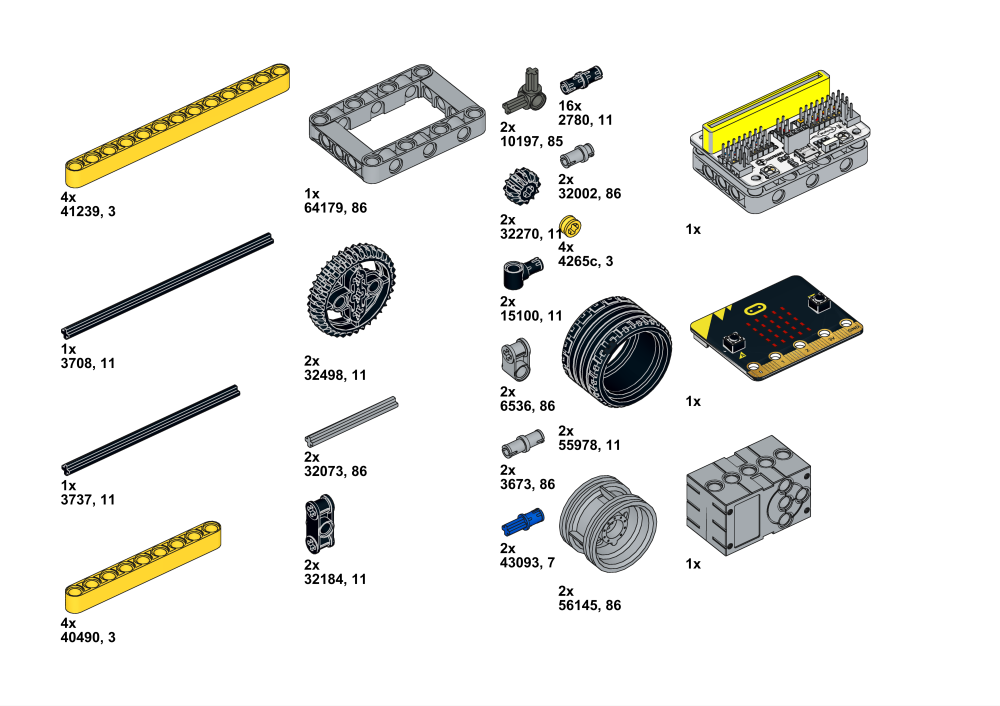 4x
41239, 3
1x
3708, 11
1x
3737, 11
4x
40490, 3
1x
64179, 86
2x
32498, 11
2x
32073, 86
2x
32184, 11
2x
10197, 85
2x
32270, 11
2x
15100, 11
2x
6536, 86
2x
3673, 86
2x
43093, 7
16x
2780, 11
2x
32002, 86
4x
4265c, 3
2x
55978, 11
2x
56145, 86
1x
1x
1x